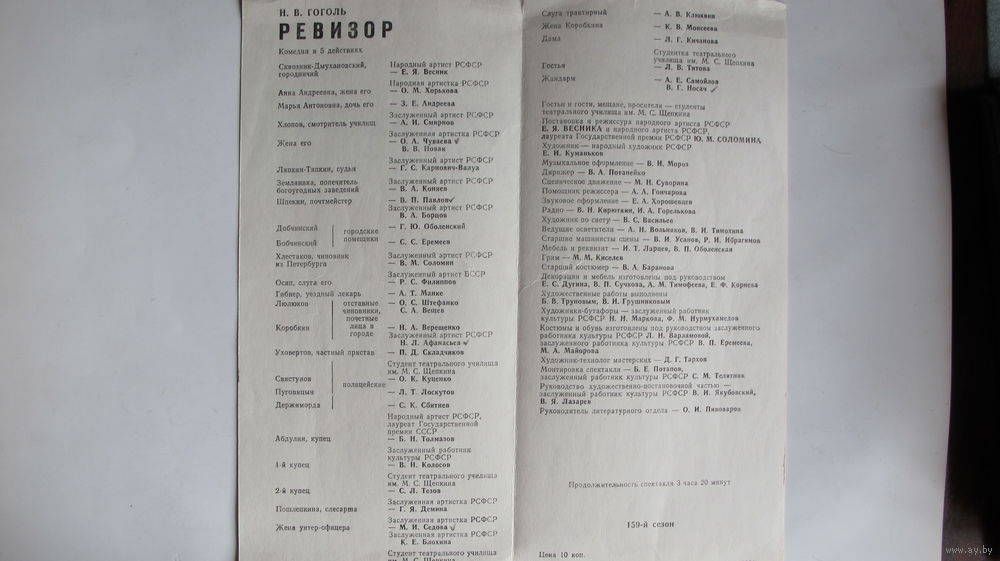 Н. В. ГОГОЛЬ
РЕВИЗОР
Комедия в 5 действиях
Сквозник-Дмухановский, городничий
Народный артист РСФСР
— Е. Я. Весник
Анна Андреевна, жена его
Народная артистка РСФСР
— О. М. Хорькова
Марья Антоновна, дочь его — З. Е. Андреева
Хлопов, смотритель училищ
Заслуженный артист РСФСР
— А. И. Смирнов
Жена его
Заслуженная артистка РСФСР
— О. А. Чуваева
В. В. Новак
Ляпкин-Тяпкин, судья
Заслуженный артист РСФСР
— Г. С. Карнович-Валуа
Земляника, попечитель
богоугодных заведений
Заслуженный артист РСФСР
— В. А. Коняев
Шпекин, почтмейстер
— В. П. Павлов
Заслуженный артист РСФСР
В. А. Борцов
Добчинский — Г. Ю. Оболенский
городские
помещики
Бобчинский — С. С. Еремеев
Хлестаков, чиновник
из Петербурга
Заслуженный артист РСФСР
— В. М. Соломин
Осип, слуга его
Заслуженный артист БССР
— Р. С. Филиппов
Гибнер, уездный лекарь — А. Т. Манке
Люлюков — О. С. Штефанко
С. А. Вещев
отставные
чиновники,
почетные
лица в
городе
Коробкин — Н. А. Верещенко
Заслуженный артист РСФСР
Н. Л. Афанасьев
Уховертов, частный пристав — П. Д. Складчиков
Свистунов
Студент театрального училища
им. М. С. Щепкина
— О. К. Куценко
полицейские
Пуговицын — Л. Т. Лоскутов
Держиморда — С. К. Сбитнев
Абдулин, купец
Народный артист РСФСР,
лауреат Государственной
премии СССР
— Б. Н. Толмазов
1-й купец
Заслуженный работник
культуры РСФСР
— В. Н. Колосов
2-й купец
Студент театрального училища
им. М. С. Щепкина
— С. Л. Тезов
Пошлепкина, слесарша
Заслуженная артистка РСФСР
— Г. Я. Демина
Жена унтер-офицера
Заслуженная артистка РСФСР
— М. И. Седова
Заслуженная артистка РСФСР
К. Е. Блохина
Студент театрального училища
им. М. С. Щепкина
Слуга трактирный — А. В. Клюквин
Жена Коробкина — К. В. Моисеева
Дама — Л. Г. Кичанова
Гостья
Студентка театрального
училища им. М. С. Щепкина
— Л. В. Титова
Жандарм — А. Е. Самойлов
В. Г. Носач
Гостьи и гости, мещане, просители — студенты
театрального училища им. М. С. Щепкина
Постановка и режиссура народного артиста РСФСР
Е. Я. ВЕСНИКА и народного артиста РСФСР,
лауреата Государственной премии РСФСР Ю. М. СОЛОМИНА
Художник — народный художник РСФСР
Е. И. Куманьков
Музыкальное оформление — В. И. Мороз
Дирижер — В. А. Потапейко
Сценическое движение — М. Н. Суворина
Помощник режиссера — А. А. Гончарова
Звуковое оформление — Е. А. Хорошевцев
Радио — В. Н. Кирюткин, И. А. Горелькова
Художник по свету — В. С. Васильев
Ведущие осветители — А. Н. Вольняков, В. И. Тимохина
Старшие машинисты сцены — В. И. Усанов, Р. И. Ибрагимов
Мебель и реквизит — И. Т. Ларцев, В. П. Оболенская
Грим — М. М. Киселев
Старший костюмер — В. А. Баранова
Декорации и мебель изготовлены под руководством
Е. С. Дугина, В. П. Сучкова, А. М. Тимофеева, Е. Ф. Корнева
Художественные работы выполнены
Б. В. Труновым, В. И. Грушниковым
Художники-бутафоры — заслуженный работник
культуры РСФСР И. Н. Маркова, Ф. М. Нурмухамедов
Костюмы и обувь изготовлены под руководством заслуженного
работника культуры РСФСР Л. Н. Варламовой,
заслуженного работника культуры РСФСР В. П. Еремеева,
М. А. Майорова
Художник-технолог мастерских — Д. Г. Тархов
Монтировка спектакля — Б. Е. Потапов,
заслуженный работник культуры РСФСР С. М. Телятник
Руководство художественно-постановочной частью —
заслуженный работник культуры РСФСР В. И. Якубовский,
В. Я. Лазарев
Руководитель литературного отдела — О. И. Пивоваров
Продолжительность спектакля 3 часа 20 минут
159-й сезон
Цена 10 коп.
www.ay.by